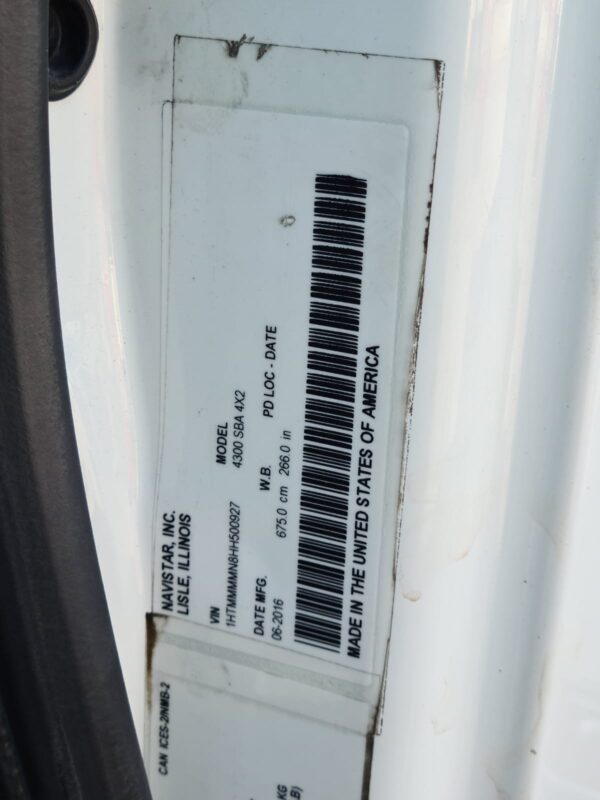 NAVISTAR, INC.
LISLE, ILLINOIS
VIN MODEL
1HTMMMMN8HH500927 4300 SBA 4X2
DATE MFG. W.B. PD LOC - DATE
06-2016 675.0 cm 266.0 in
MADE IN THE UNITED STATES OF AMERICA
CAN ICES-2/NMB-2
KG